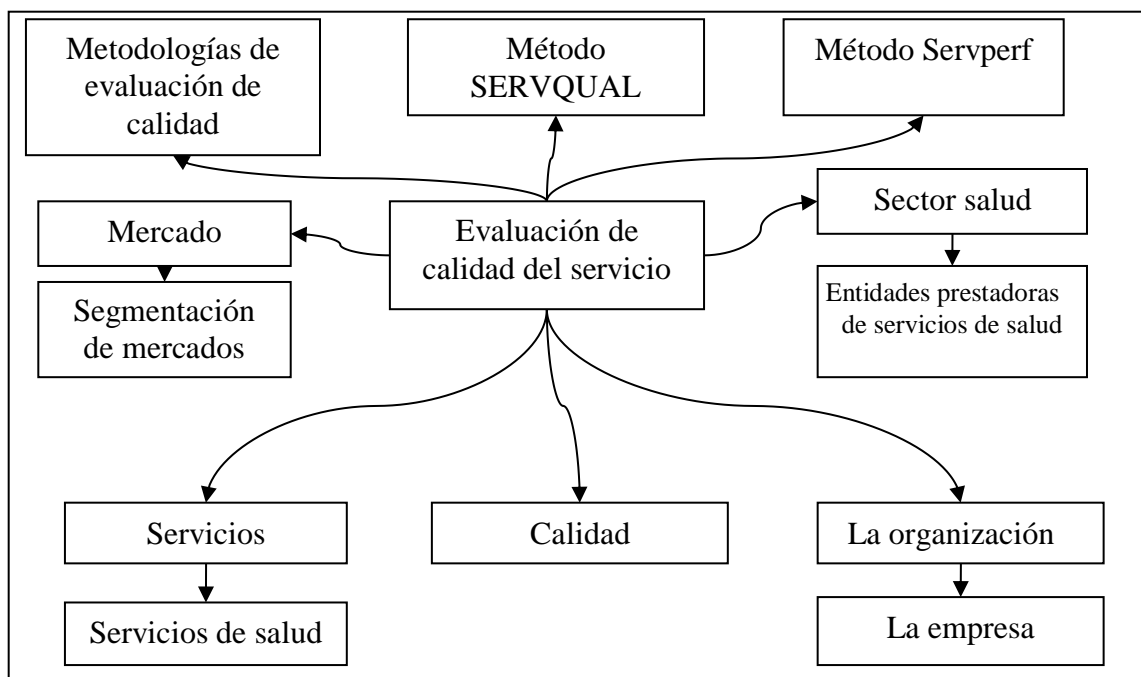 Metodologías de
evaluación de
calidad
Método
SERVQUAL
Método Servperf
Mercado
Evaluación de
calidad del servicio
Sector salud
Segmentación
de mercados
Entidades prestadoras
de servicios de salud
Servicios
Calidad
La organización
Servicios de salud
La empresa